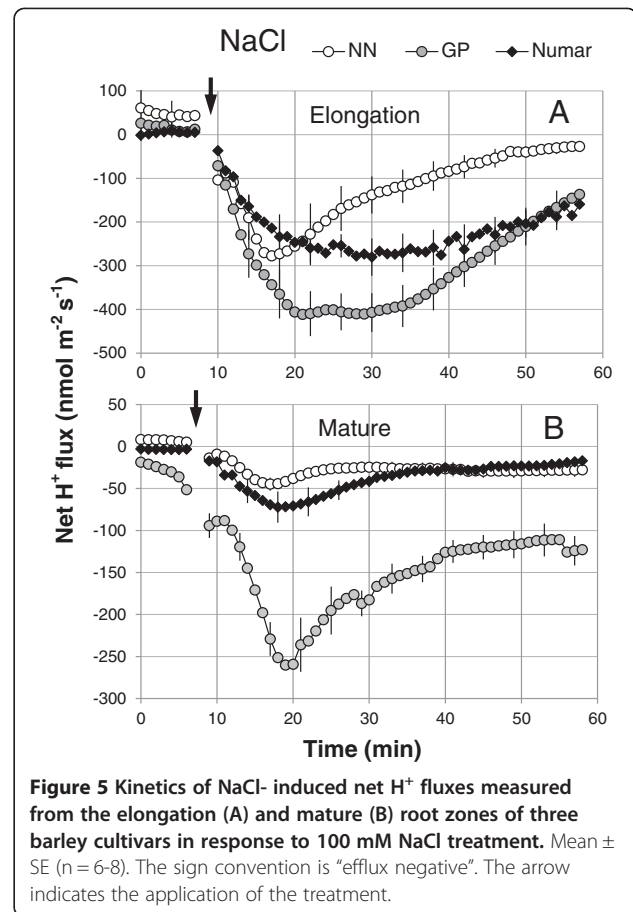 NaCl
NN GP Numar
Elongation
A
100
0
-100
-200
-300
-400
-500
0 10 20 30 40 50 60
Net H+ flux (nmol m-2 s-1)
Mature
B
50
0
-50
-100
-150
-200
-250
-300
0 10 20 30 40 50 60
Time (min)
Figure 5 Kinetics of NaCl- induced net H+ fluxes measured
from the elongation (A) and mature (B) root zones of three
barley cultivars in response to 100 mM NaCl treatment. Mean ±
SE (n = 6-8). The sign convention is “efflux negative”. The arrow
indicates the application of the treatment.